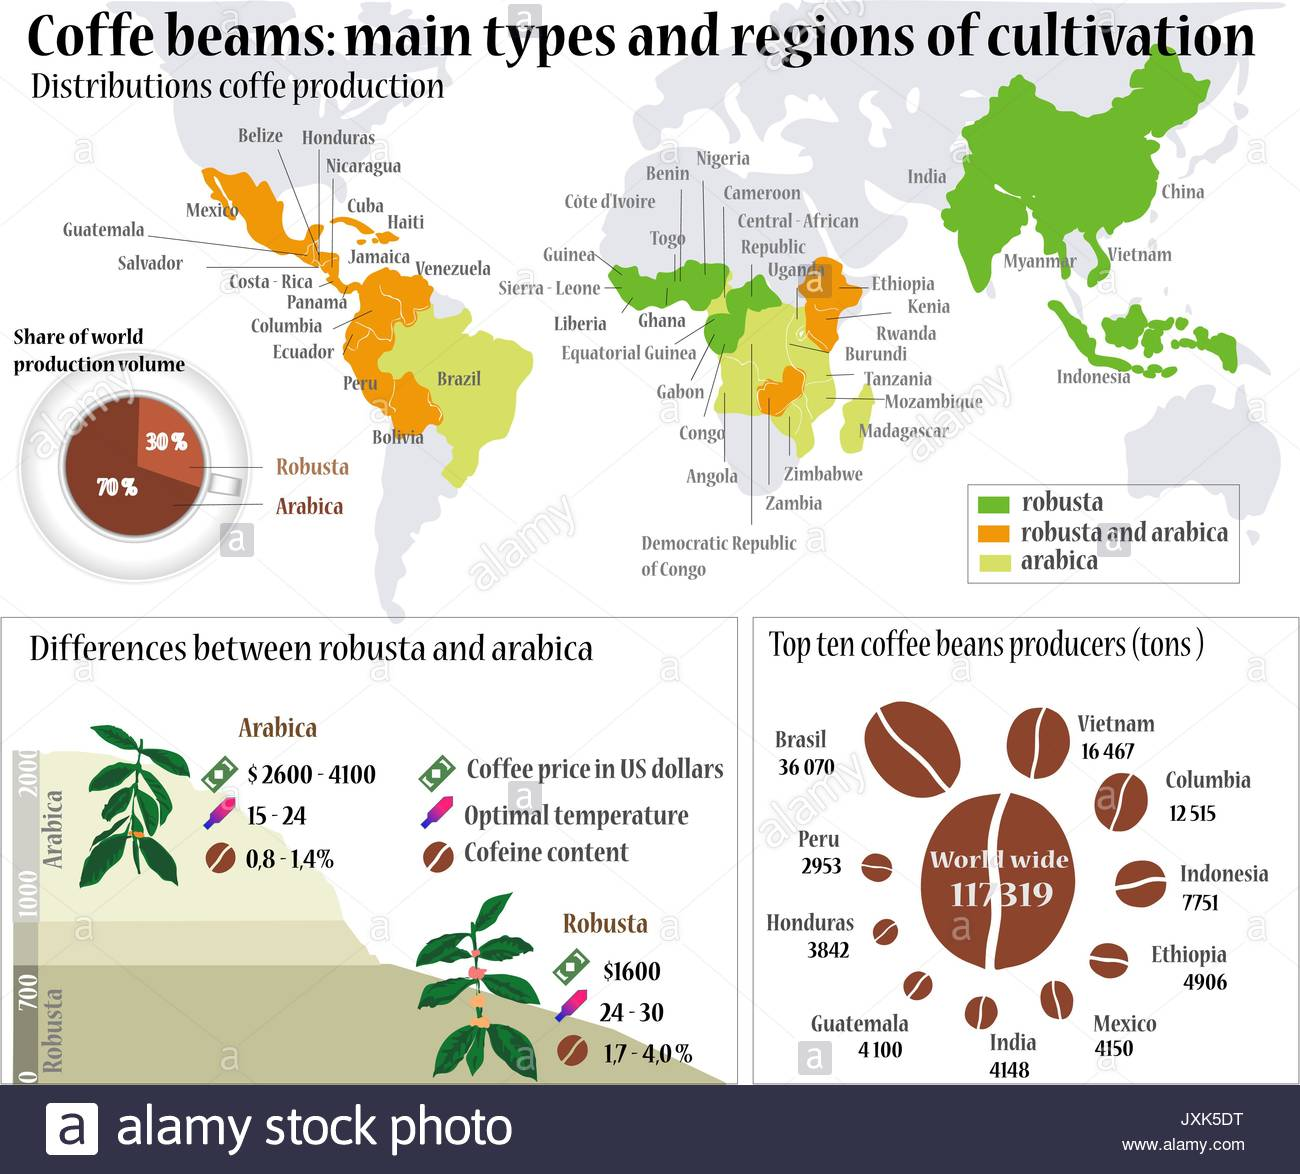 Coffe beams: main types and regions of cultivation
Distributions coffe production
Belize
Honduras
Nicaragua
Mexico
Cuba
Haiti
Guatemala
Salvador
Jamaica
Venezuela
Costa - Rica
Panama
Columbia
Ecuador
Peru
Brazil
Bolivia
Nigeria
Benin
Cameroon
Côte d'Ivoire
Central - African
Republic
Togo
Guinea
Uganda
Sierra - Leone
Ethiopia
Kenia
Liberia
Ghana
Rwanda
Equatorial Guinea
Burundi
Gabon
Tanzania
Mozambique
Congo
Madagascar
Angola
Zimbabwe
Zambia
Democratic Republic
of Congo
India
China
Myanmar
Vietnam
Indonesia
Share of world
production volume
30 %
70 %
Robusta
Arabica
robusta
robusta and arabica
arabica
Differences between robusta and arabica
Arabica
$ 2600 - 4100
15 - 24
0,8 - 1,4%
Coffee price in US dollars
Optimal temperature
Cofeine content
Robusta
$1600
24 - 30
1,7 - 4,0 %
2000
Arabica
1000
700
Robusta
0
Top ten coffee beans producers (tons )
Brasil
36 070
Vietnam
16 467
Columbia
12 515
Peru
2953
World wide
117319
Indonesia
7751
Honduras
3842
Ethiopia
4906
Guatemala
4 100
India
4148
Mexico
4150
a alamy stock photo
JXK5DT
www.alamy.com
alamy
a